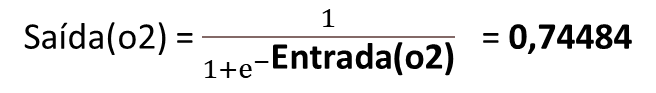 Saída(o2) = 1 / 1+e^−Entrada(o2) = 0,74484